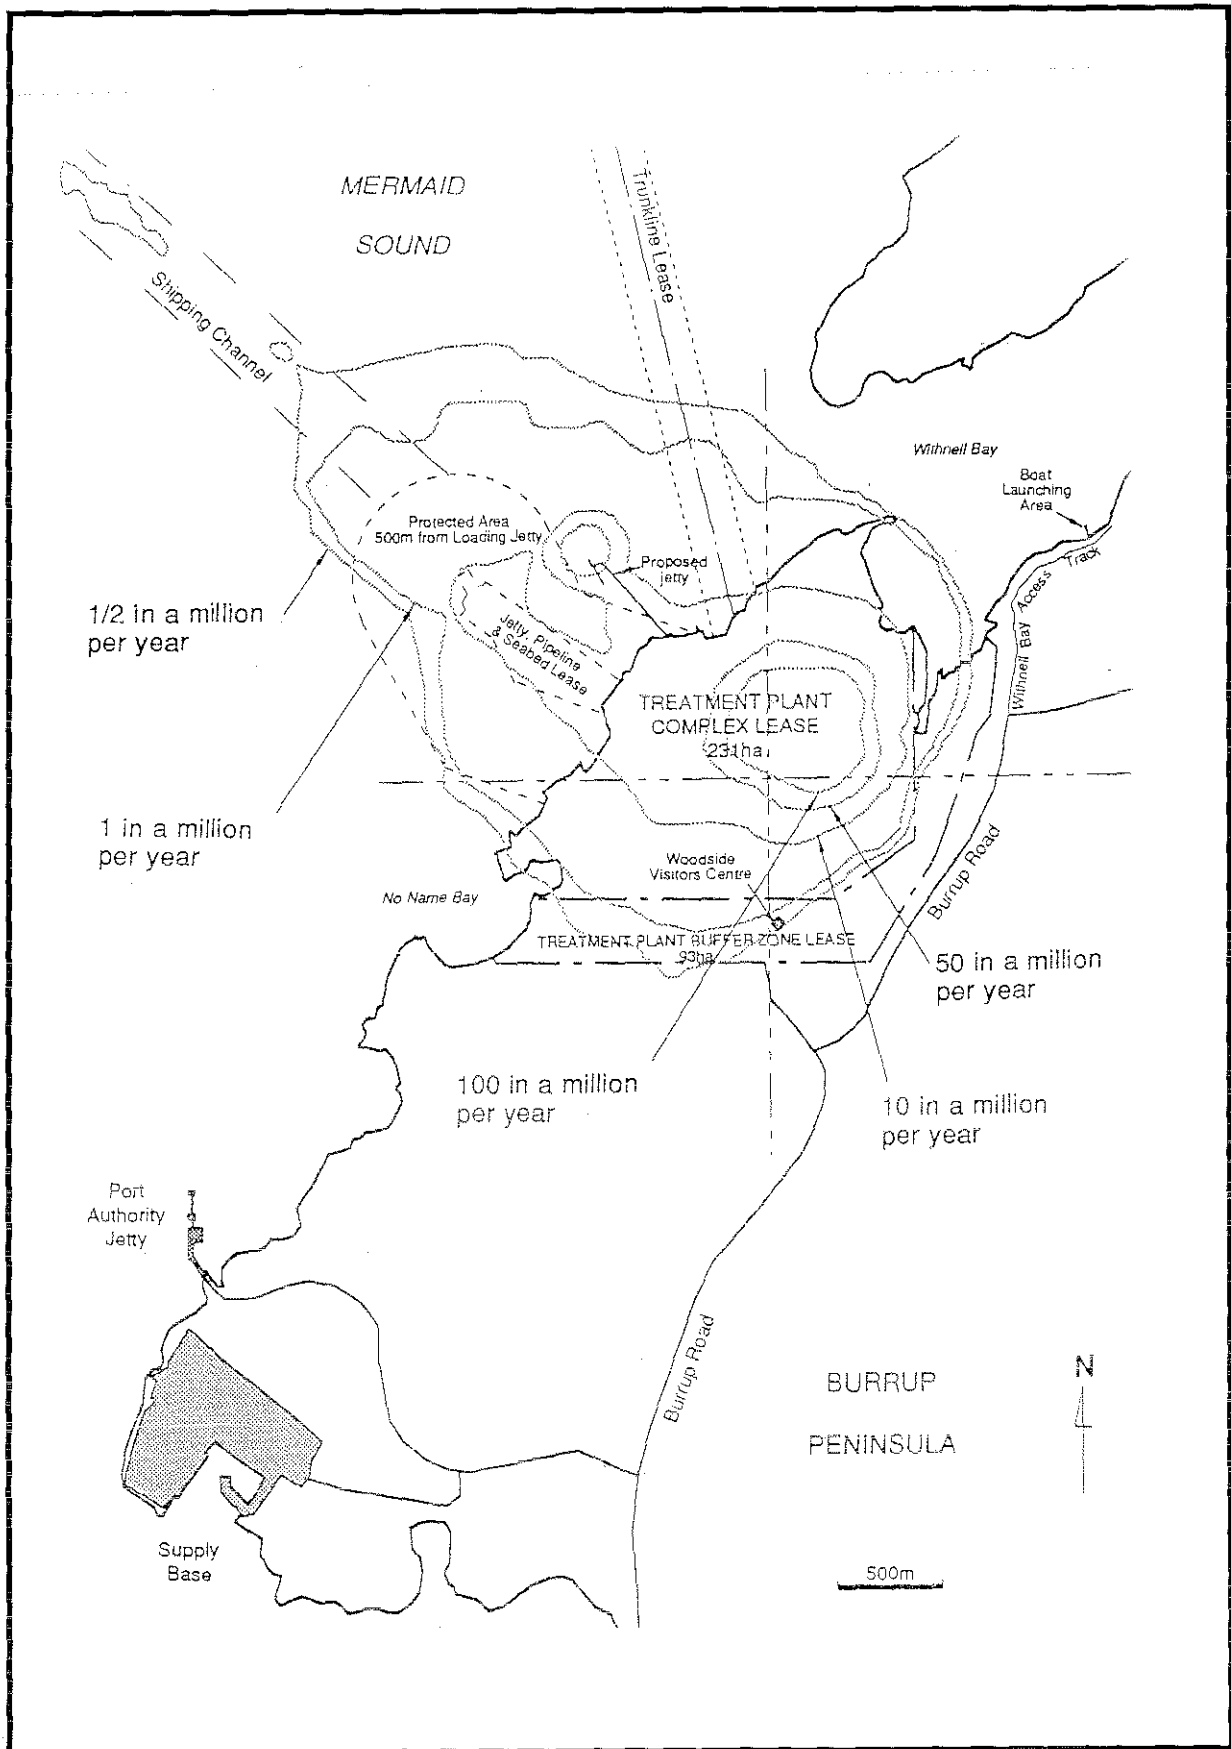 MERMAID
SOUND
Trunkline Lease
Shipping Channel
Withnell Bay
Boat
Launching
Area
Protected Area
500m from Loading Jetty
Proposed
jetty
Withnell Bay Access Track
1/2 in a million
per year
Jetty, Pipeline
& Seabed Lease
TREATMENT PLANT
COMPLEX LEASE
231ha
1 in a million
per year
Woodside
Visitors Centre
Burrup Road
No Name Bay
TREATMENT PLANT BUFFER ZONE LEASE
93ha
50 in a million
per year
100 in a million
per year
10 in a million
per year
Port
Authority
Jetty
Burrup Road
BURRUP
PENINSULA
N
Supply
Base
500m